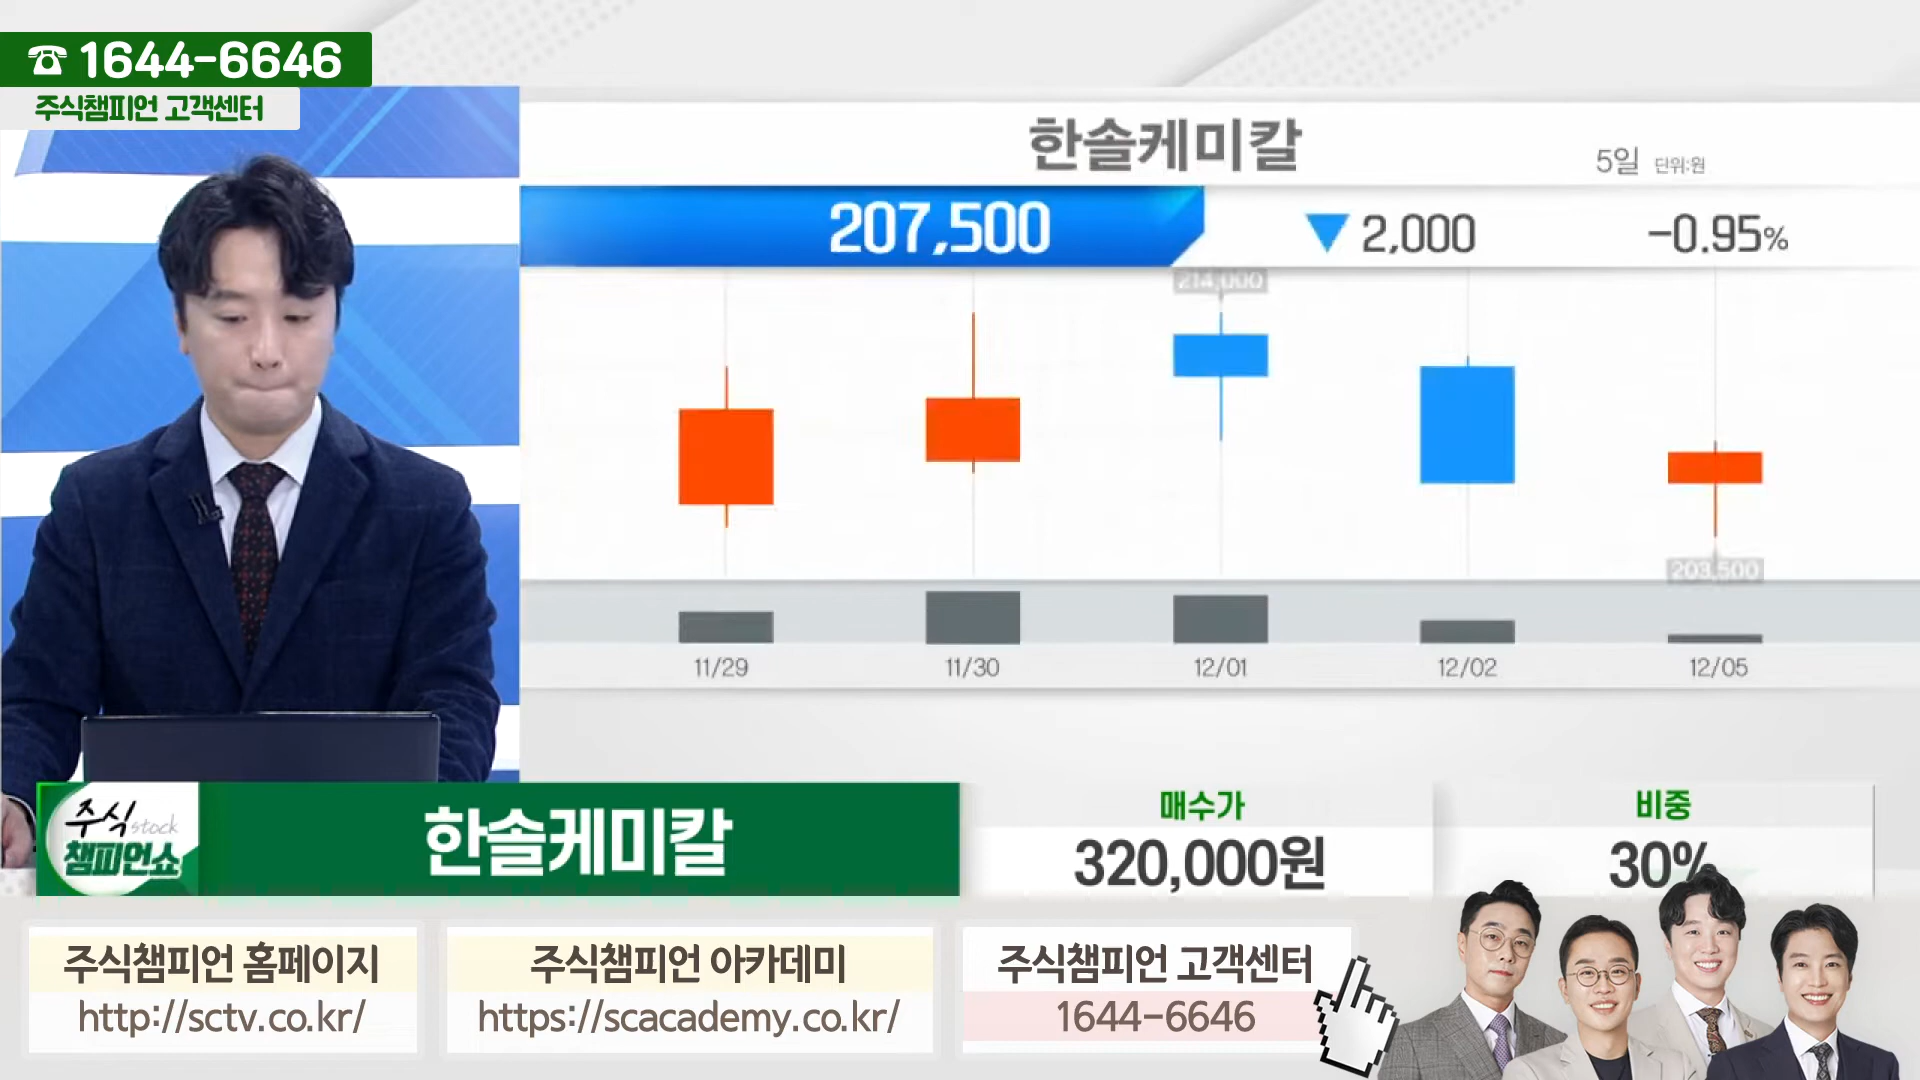 ☎ 1644-6646
주식챔피언 고객센터
한솔케미칼
5일 단위:원
207,500
▼ 2,000
-0.95%
214,000
203,500
11/29
11/30
12/01
12/02
12/05
주식 stock
챔피언쇼
한솔케미칼
매수가
320,000원
비중
30%
주식챔피언 홈페이지
http://sctv.co.kr/
주식챔피언 아카데미
https://scacademy.co.kr/
주식챔피언 고객센터
1644-6646